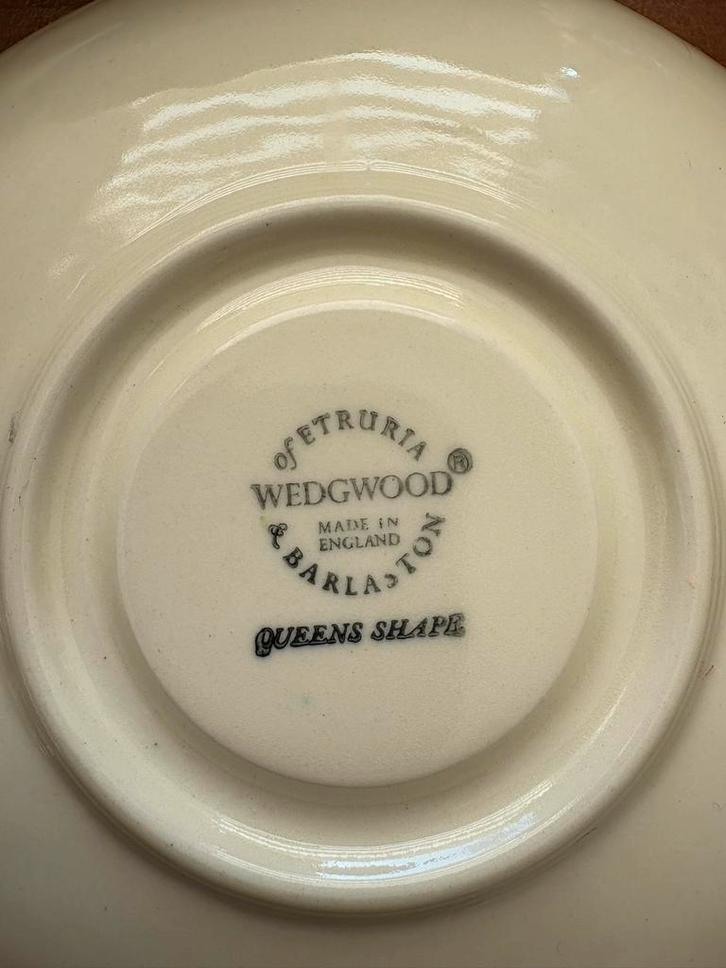 of ETRURIA
WEDGWOOD ®
MADE IN
ENGLAND
& BARLASTON
QUEENS SHAPE